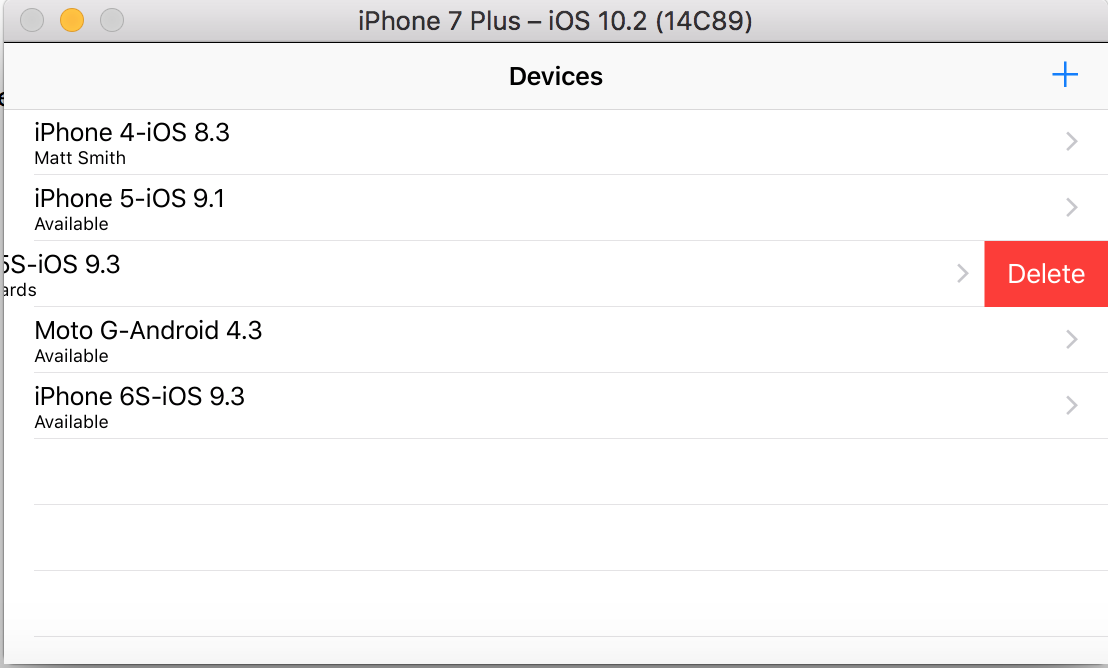 iPhone 7 Plus – iOS 10.2 (14C89)
Devices
iPhone 4-iOS 8.3
Matt Smith
iPhone 5-iOS 9.1
Available
5S-iOS 9.3
ards
Delete
Moto G-Android 4.3
Available
iPhone 6S-iOS 9.3
Available